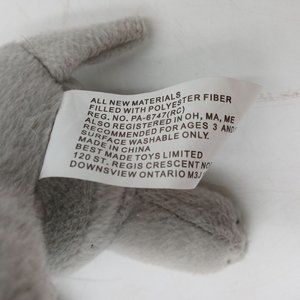 ALL NEW MATERIALS
FILLED WITH POLYESTER FIBER
REG. NO. PA-6747(RC)
ALSO REGISTERED IN OH, MA, ME
RECOMMENDED FOR AGES 3 AND
SURFACE WASHABLE ONLY.
MADE IN CHINA
BEST MADE TOYS LIMITED
120 ST. REGIS CRESCENT NO
DOWNSVIEW ONTARIO M3J